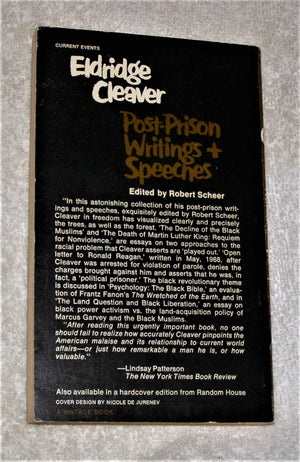 CURRENT EVENTS
Eldridge
Cleaver
Post-Prison
Writings +
Speeches
Edited by Robert Scheer
"In this astonishing collection of his post-prison writ-
ings and speeches, exquisitely edited by Robert Scheer,
Cleaver in freedom has visualized clearly and precisely
the trees, as well as the forest. 'The Decline of the Black
Muslims' and 'The Death of Martin Luther King: Requiem
for Nonviolence,' are essays on two approaches to the
racial problem that Cleaver asserts are 'played out.' 'Open
letter to Ronald Reagan,' written in May, 1968, after
Cleaver was arrested for violation of parole, denies the
charges brought against him and asserts that he was, in
fact, a 'political prisoner.' The black revolutionary theme
is discussed in 'Psychology: The Black Bible,' an evalua-
tion of Frantz Fanon's The Wretched of the Earth, and in
'The Land Question and Black Liberation,' an essay on
black power activism vs. the land-acquisition policy of
Marcus Garvey and the Black Muslims.
"After reading this urgently important book, no one
should fail to realize how accurately Cleaver pinpoints the
American malaise and its relationship to current world
affairs—or just how remarkable a man he is, or how
valuable."
—Lindsay Patterson
The New York Times Book Review
Also available in a hardcover edition from Random House
COVER DESIGN BY NICOLE DE JURENEV
A VINTAGE BOOK